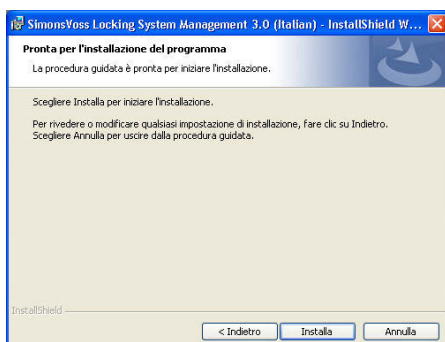 SimonsVoss Locking System Management 3.0 (Italian) - InstallShield W...
Pronta per l'installazione del programma
La procedura guidata è pronta per iniziare l'installazione.
Scegliere Installa per iniziare l'installazione.
Per rivedere o modificare qualsiasi impostazione di installazione, fare clic su Indietro.
Scegliere Annulla per uscire dalla procedura guidata.
InstallShield
< Indietro Installa Annulla